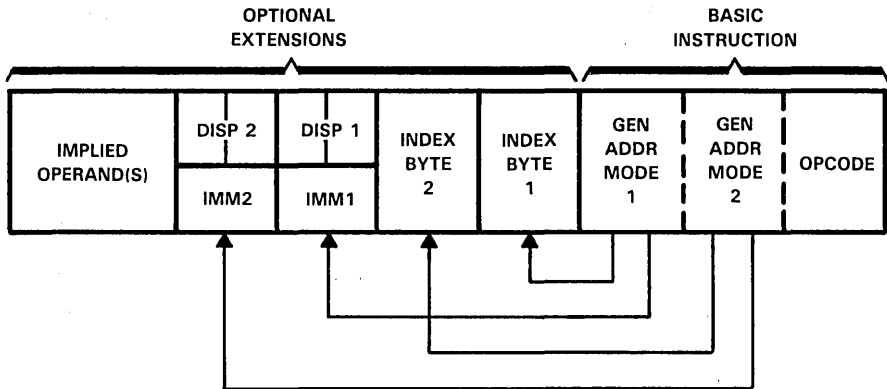 OPTIONAL
EXTENSIONS
BASIC
INSTRUCTION
IMPLIED
OPERAND(S)
DISP 2
IMM2
DISP 1
IMM1
INDEX
BYTE
2
INDEX
BYTE
1
GEN
ADDR
MODE
1
GEN
ADDR
MODE
2
OPCODE